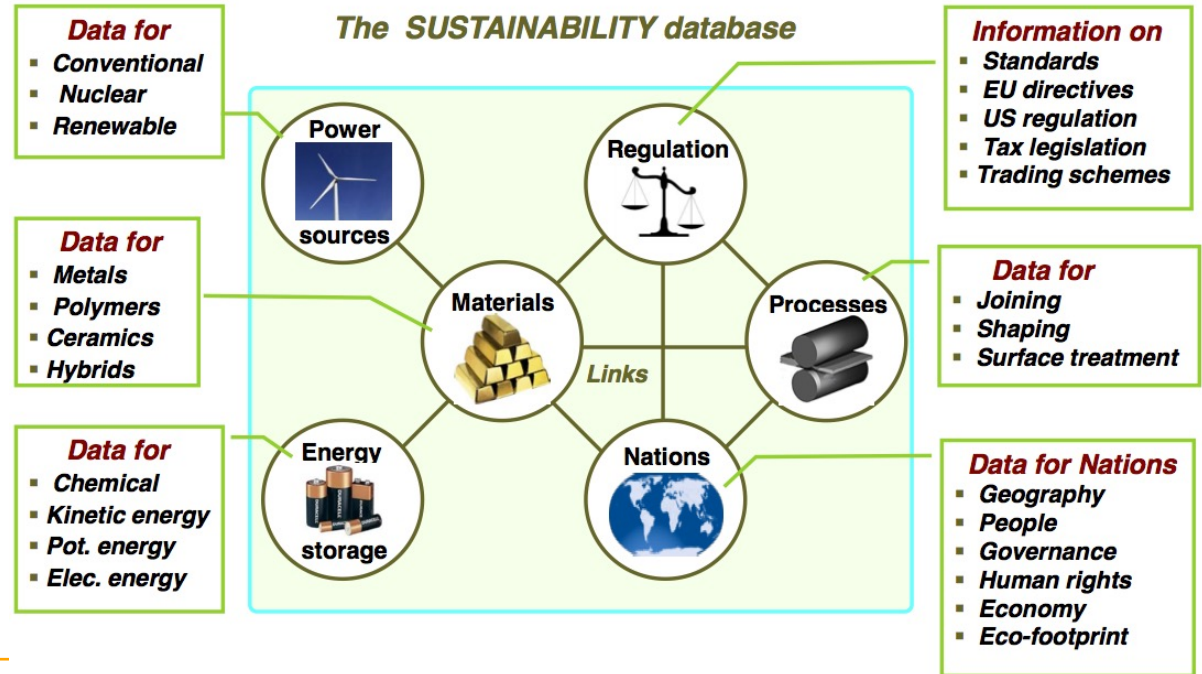 The SUSTAINABILITY database
Data for
▪ Conventional
▪ Nuclear
▪ Renewable
Power
sources
Regulation
Information on
▪ Standards
▪ EU directives
▪ US regulation
▪ Tax legislation
▪ Trading schemes
Data for
▪ Metals
▪ Polymers
▪ Ceramics
▪ Hybrids
Materials
Links
Processes
Data for
▪ Joining
▪ Shaping
▪ Surface treatment
Data for
▪ Chemical
▪ Kinetic energy
▪ Pot. energy
▪ Elec. energy
Energy
storage
Nations
Data for Nations
▪ Geography
▪ People
▪ Governance
▪ Human rights
▪ Economy
▪ Eco-footprint